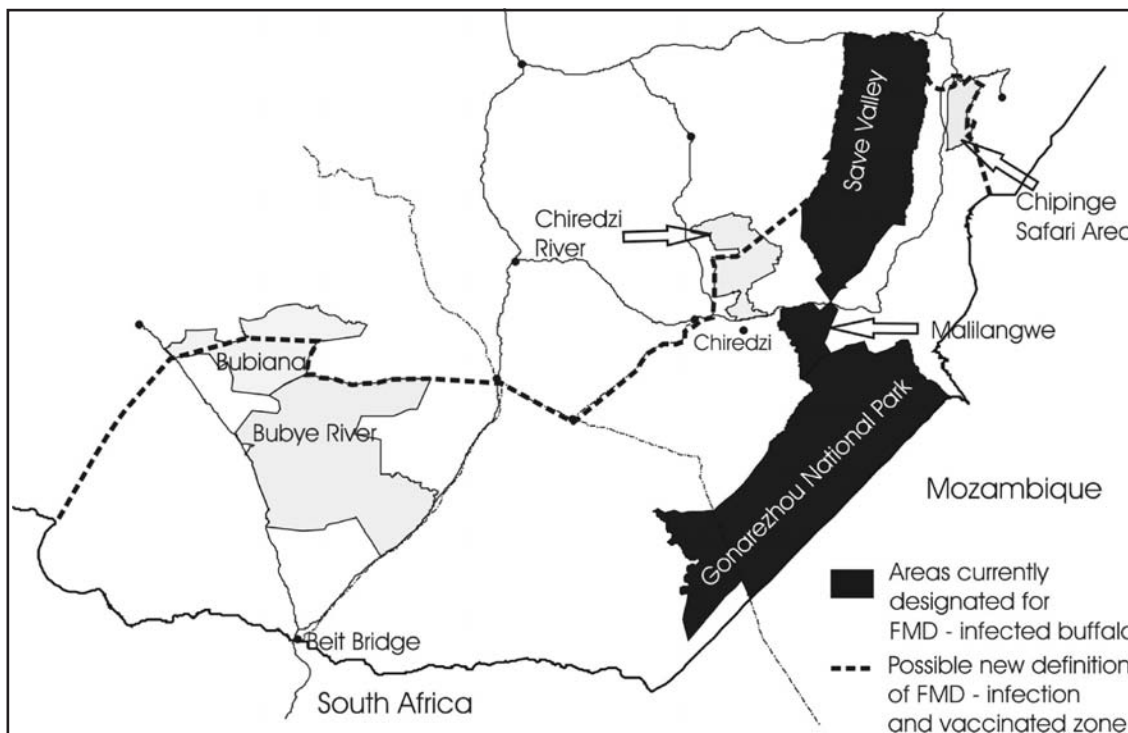 Save Valley
Chiredzi
River
Chipinge
Safari Area
Malilangwe
Chiredzi
Bubiana
Bubye River
Gonarezhou National Park
Mozambique
Beit Bridge
South Africa
Areas currently
designated for
FMD - infected buffalo
Possible new definition
of FMD - infection
and vaccinated zone